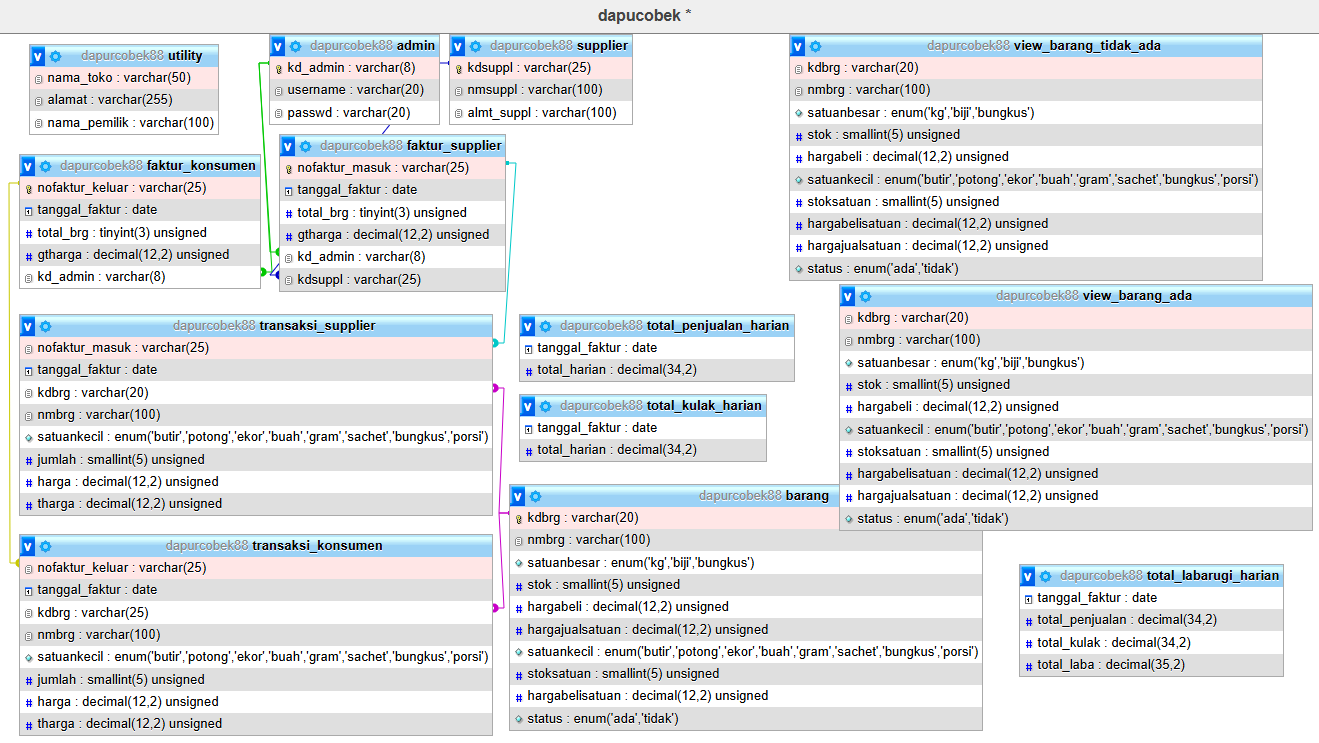 dapucobek *
dapurcobek88 utility
nama_toko : varchar(50)
alamat : varchar(255)
nama_pemilik : varchar(100)
dapurcobek88 admin
kd_admin : varchar(8)
username : varchar(20)
passwd : varchar(20)
dapurcobek88 supplier
kdsuppl : varchar(25)
nmsuppl : varchar(100)
almt_suppl : varchar(100)
dapurcobek88 view_barang_tidak_ada
kdbrg : varchar(20)
nmbrg : varchar(100)
satuanbesar : enum('kg','biji','bungkus')
stok : smallint(5) unsigned
hargabeli : decimal(12,2) unsigned
satuankecil : enum('butir','potong','ekor','buah','gram','sachet','bungkus','porsi')
stoksatuan : smallint(5) unsigned
hargabelisatuan : decimal(12,2) unsigned
hargajualsatuan : decimal(12,2) unsigned
status : enum('ada','tidak')
dapurcobek88 faktur_konsumen
nofaktur_keluar : varchar(25)
tanggal_faktur : date
total_brg : tinyint(3) unsigned
gtharga : decimal(12,2) unsigned
kd_admin : varchar(8)
dapurcobek88 faktur_supplier
nofaktur_masuk : varchar(25)
tanggal_faktur : date
total_brg : tinyint(3) unsigned
gtharga : decimal(12,2) unsigned
kd_admin : varchar(8)
kdsuppl : varchar(25)
dapurcobek88 view_barang_ada
kdbrg : varchar(20)
nmbrg : varchar(100)
satuanbesar : enum('kg','biji','bungkus')
stok : smallint(5) unsigned
hargabeli : decimal(12,2) unsigned
satuankecil : enum('butir','potong','ekor','buah','gram','sachet','bungkus','porsi')
stoksatuan : smallint(5) unsigned
hargabelisatuan : decimal(12,2) unsigned
hargajualsatuan : decimal(12,2) unsigned
status : enum('ada','tidak')
dapurcobek88 transaksi_supplier
nofaktur_masuk : varchar(25)
tanggal_faktur : date
kdbrg : varchar(20)
nmbrg : varchar(100)
satuankecil : enum('butir','potong','ekor','buah','gram','sachet','bungkus','porsi')
jumlah : smallint(5) unsigned
harga : decimal(12,2) unsigned
tharga : decimal(12,2) unsigned
dapurcobek88 total_penjualan_harian
tanggal_faktur : date
total_harian : decimal(34,2)
dapurcobek88 total_kulak_harian
tanggal_faktur : date
total_harian : decimal(34,2)
dapurcobek88 barang
kdbrg : varchar(20)
nmbrg : varchar(100)
satuanbesar : enum('kg','biji','bungkus')
stok : smallint(5) unsigned
hargabeli : decimal(12,2) unsigned
hargajualsatuan : decimal(12,2) unsigned
satuankecil : enum('butir','potong','ekor','buah','gram','sachet','bungkus','porsi')
stoksatuan : smallint(5) unsigned
hargabelisatuan : decimal(12,2) unsigned
status : enum('ada','tidak')
dapurcobek88 transaksi_konsumen
nofaktur_keluar : varchar(25)
tanggal_faktur : date
kdbrg : varchar(25)
nmbrg : varchar(100)
satuankecil : enum('butir','potong','ekor','buah','gram','sachet','bungkus','porsi')
jumlah : smallint(5) unsigned
harga : decimal(12,2) unsigned
tharga : decimal(12,2) unsigned
dapurcobek88 total_labarugi_harian
tanggal_faktur : date
total_penjualan : decimal(34,2)
total_kulak : decimal(34,2)
total_laba : decimal(35,2)